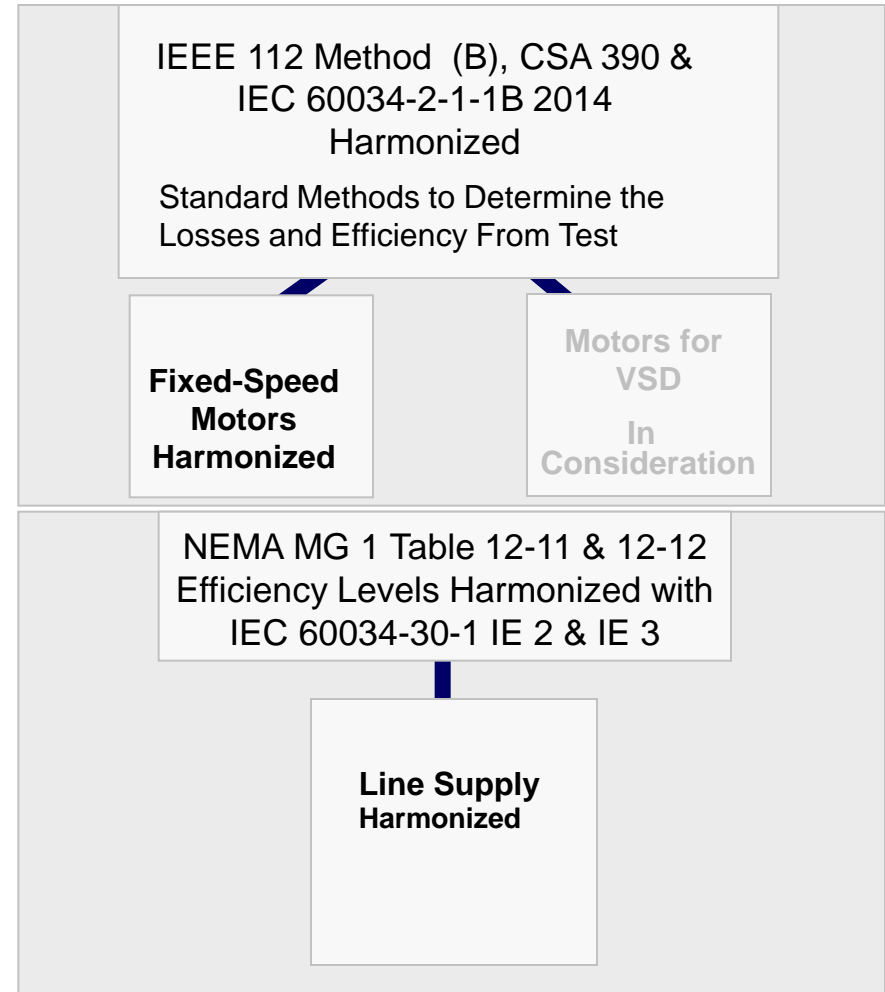 IEEE 112 Method (B), CSA 390 &
IEC 60034-2-1-1B 2014
Harmonized
Standard Methods to Determine the
Losses and Efficiency From Test
Fixed-Speed
Motors
Harmonized
Motors for
VSD
In
Consideration
NEMA MG 1 Table 12-11 & 12-12
Efficiency Levels Harmonized with
IEC 60034-30-1 IE 2 & IE 3
Line Supply
Harmonized